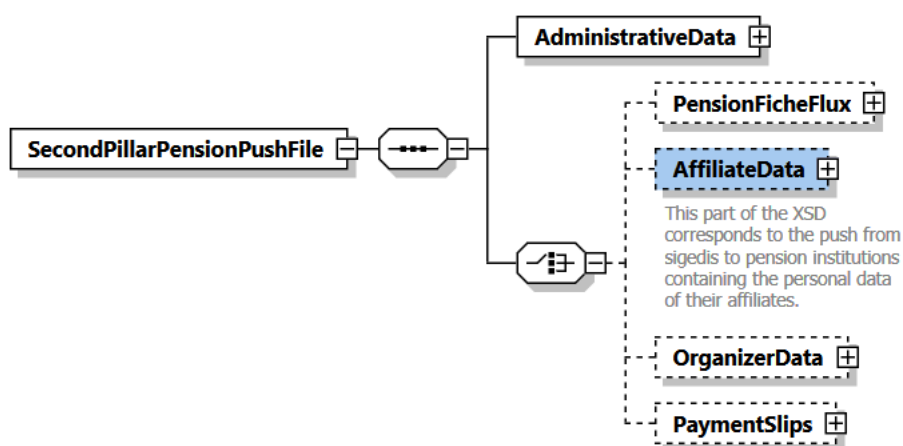 AdministrativeData
PensionFicheFlux
SecondPillarPensionPushFile
AffiliateData
This part of the XSD
corresponds to the push from
sigedis to pension institutions
containing the personal data
of their affiliates.
OrganizerData
PaymentSlips